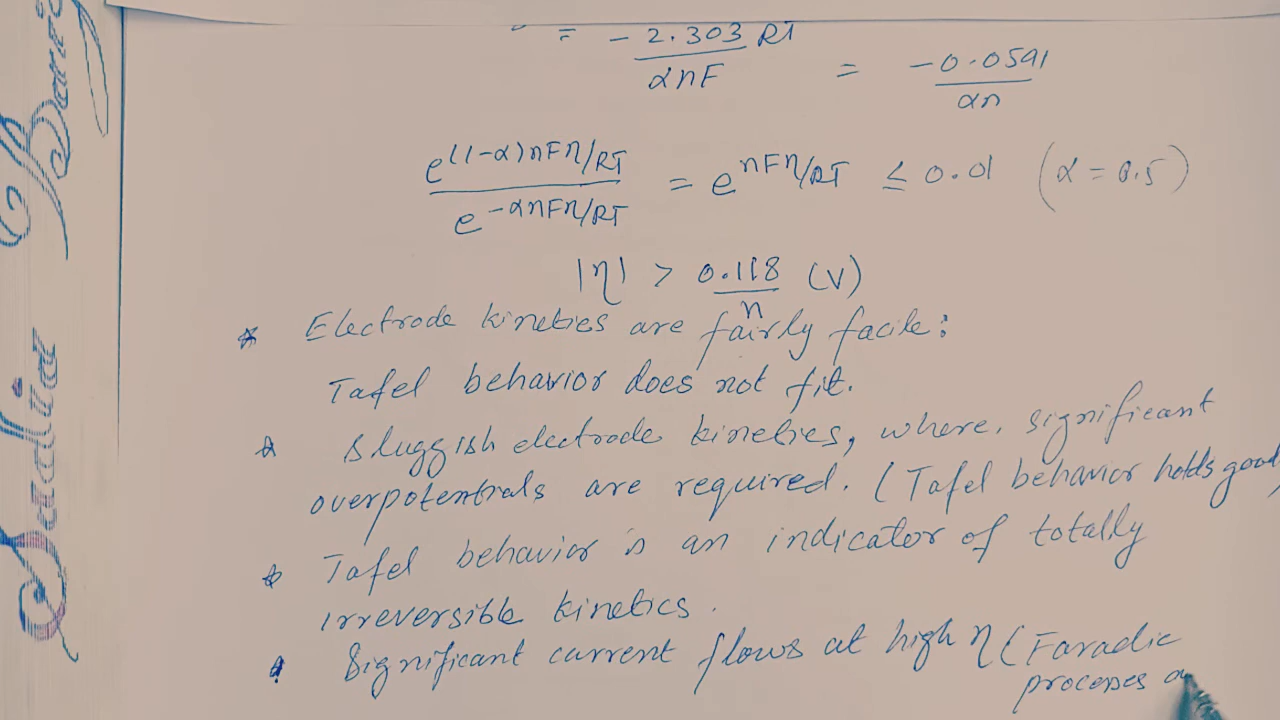 = -2.303 RT / αnF = -0.0591 / αn
e^((1-α)nFη/RT) / e^(-αnFη/RT) = e^(nFη/RT) ≤ 0.01 (α = 0.5)
|η| > 0.118 / n (V)
* Electrode kinetics are fairly facile:
Tafel behavior does not fit.
* Sluggish electrode kinetics, where, significant
overpotentials are required. (Tafel behavior holds good)
* Tafel behavior is an indicator of totally
irreversible kinetics.
* Significant current flows at high η (Faradic
processes
Sadia